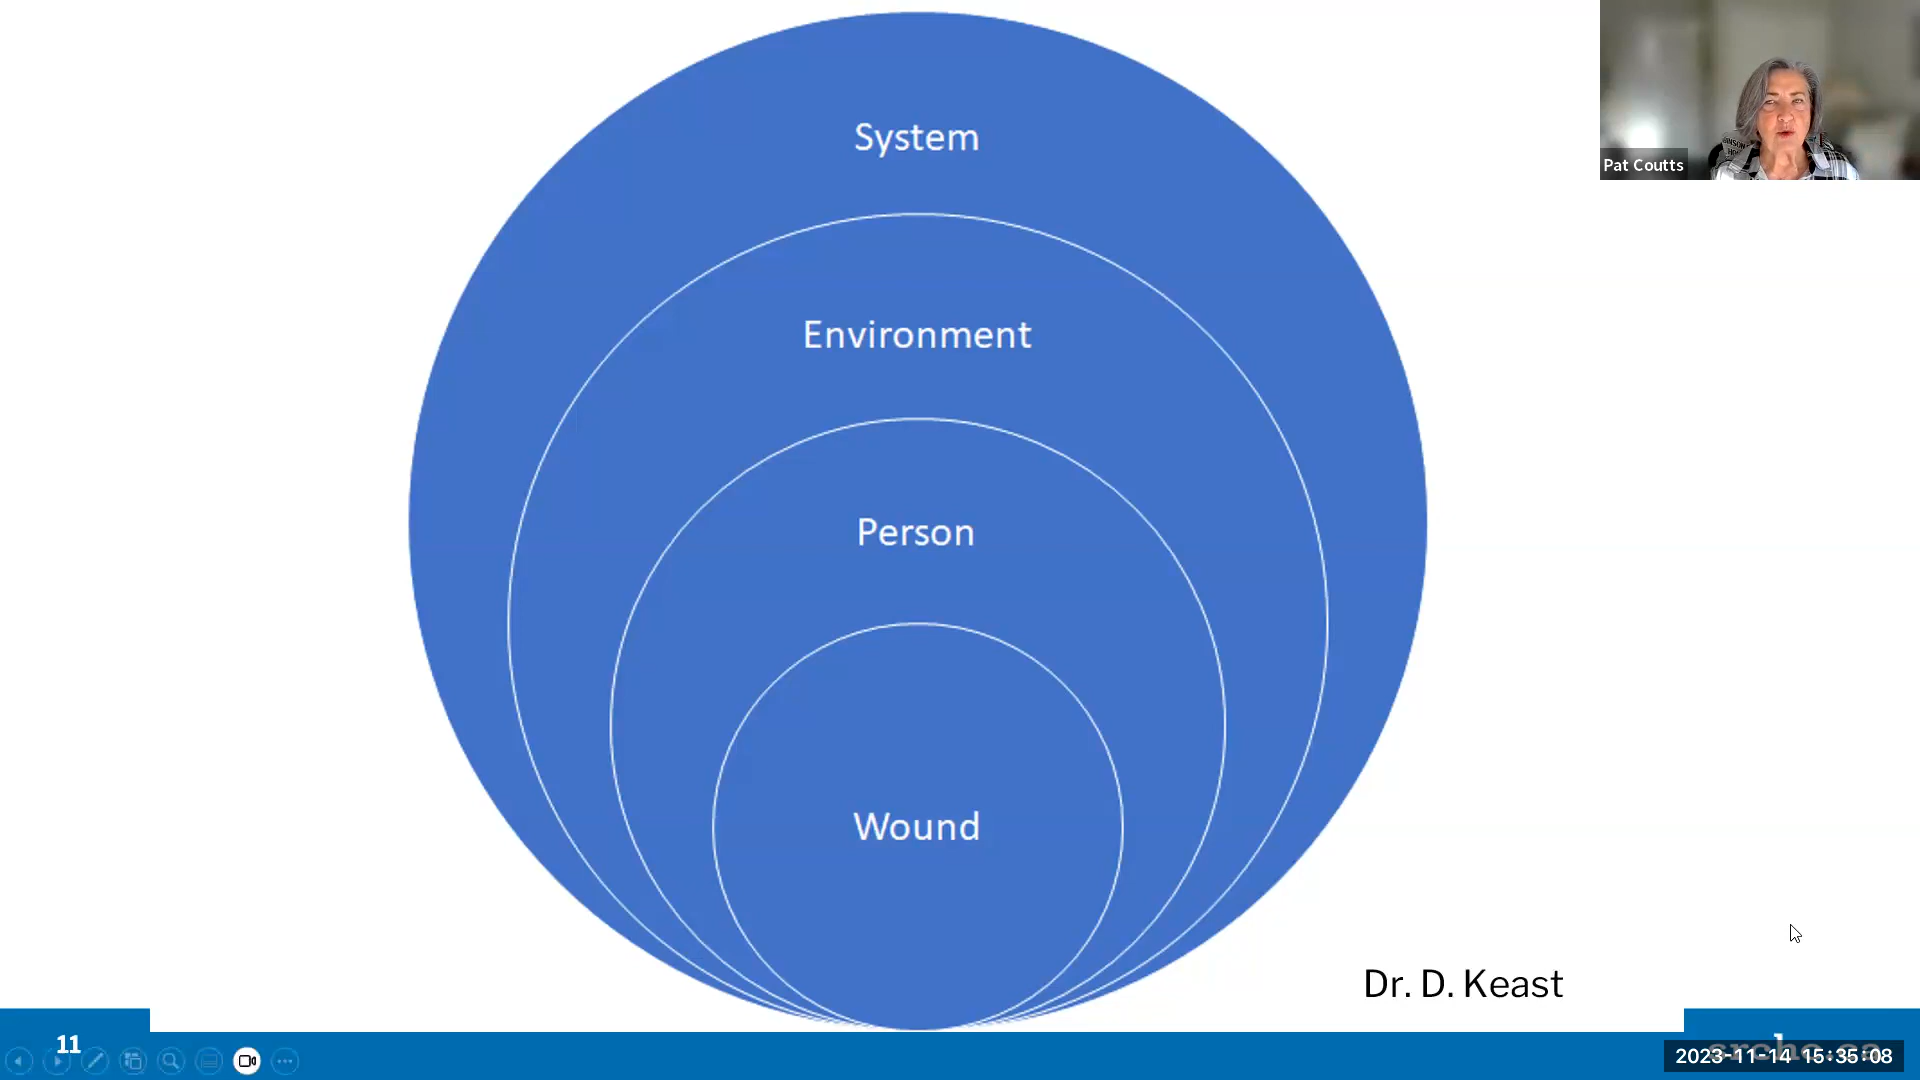 System
Environment
Person
Wound
Pat Coutts
Dr. D. Keast
11
2023-11-14 15:35:08